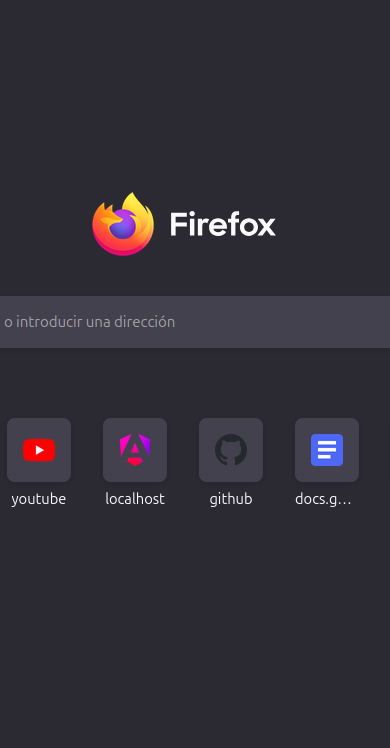 Firefox
o introducir una dirección
youtube
localhost
github
docs.g...